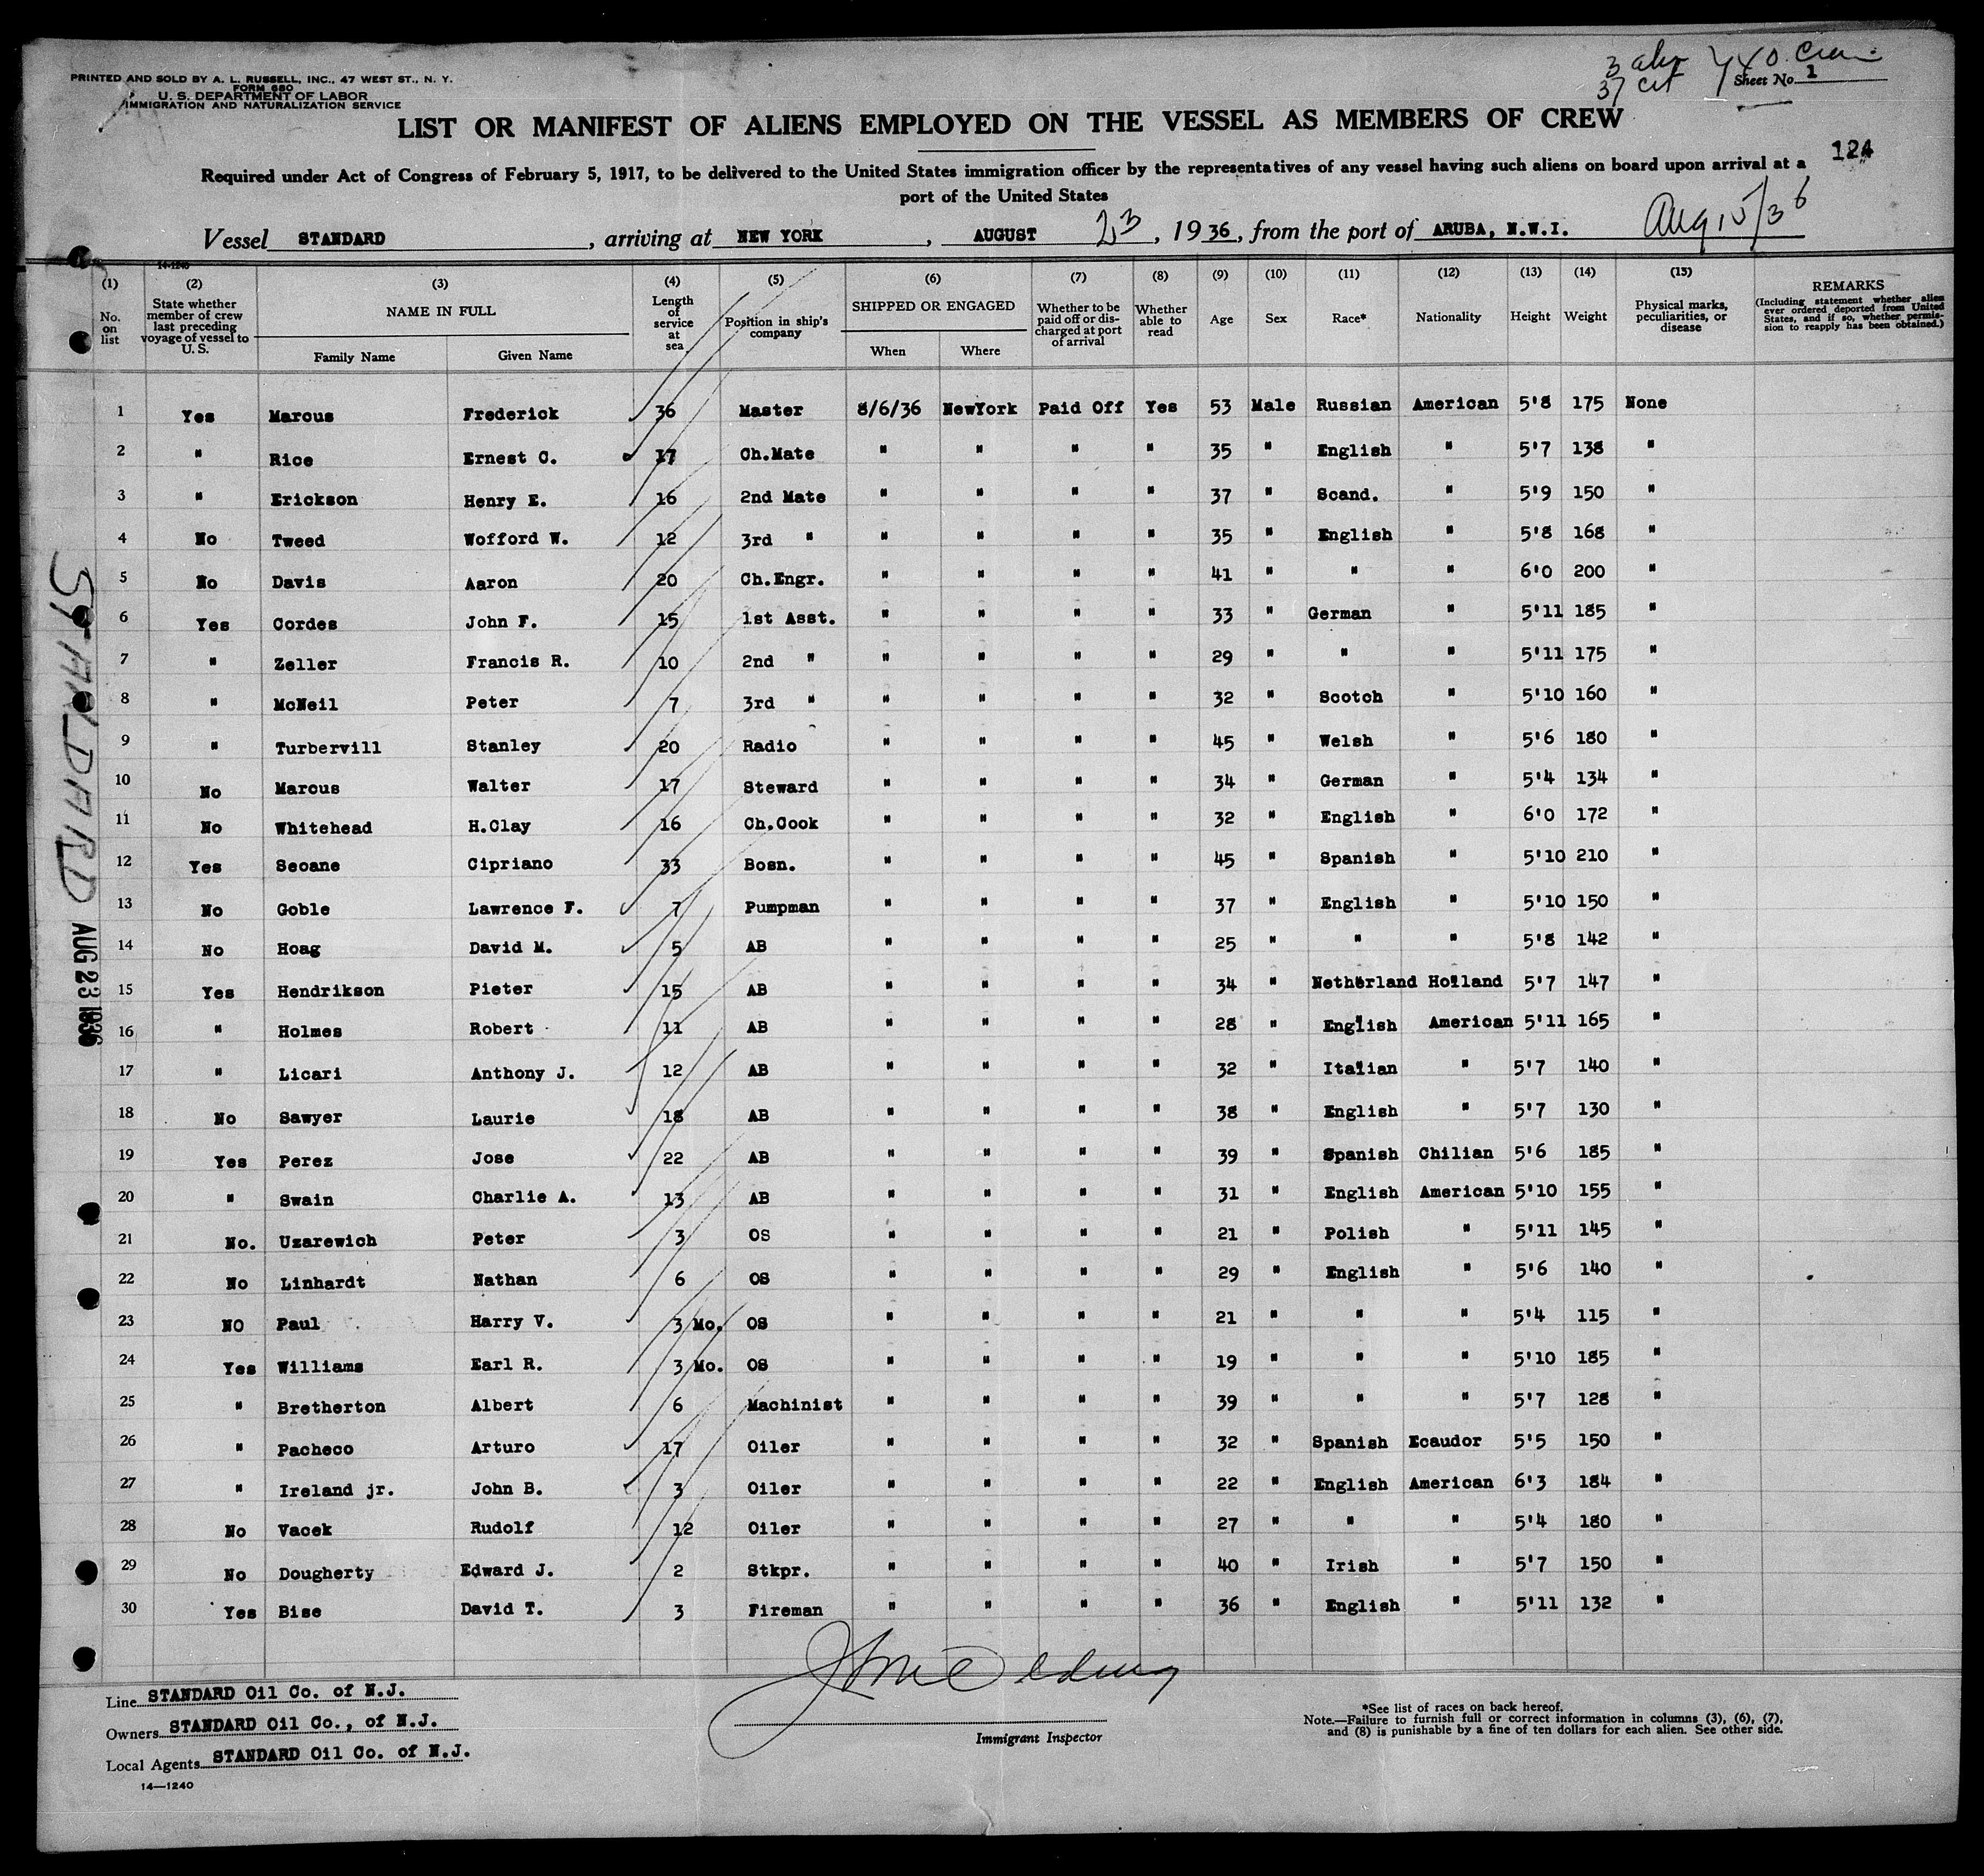 PRINTED AND SOLD BY A. L. RUSSELL, INC., 47 WEST ST., N. Y.
FORM 680
U. S. DEPARTMENT OF LABOR
IMMIGRATION AND NATURALIZATION SERVICE
3
37
Sheet No. 1
LIST OR MANIFEST OF ALIENS EMPLOYED ON THE VESSEL AS MEMBERS OF CREW
124
Required under Act of Congress of February 5, 1917, to be delivered to the United States immigration officer by the representatives of any vessel having such aliens on board upon arrival at a
port of the United States
Vessel STANDARD, arriving at NEW YORK, AUGUST 23, 1936, from the port of ARUBA, N.W.I. Aug 15/36
14-1240
(1) No. on list (2) State whether member of crew last preceding voyage of vessel to U. S. (3) NAME IN FULL Family Name Given Name (4) Length of service at sea (5) Position in ship's company (6) SHIPPED OR ENGAGED When Where (7) Whether to be paid off or discharged at port of arrival (8) Whether able to read (9) Age (10) Sex (11) Race* (12) Nationality (13) Height (14) Weight (15) Physical marks, peculiarities, or disease REMARKS (Including statement whether alien ever ordered deported from United States, and if so, whether permission to reapply has been obtained.)
1 Yes Marcus Frederick 36 Master 8/6/36 NewYork Paid Off Yes 53 Male Russian American 5'8 175 None
2 " Rice Ernest C. 17 Ch.Mate " " " " 35 " English " 5'7 138 "
3 " Erickson Henry E. 16 2nd Mate " " " " 37 " Scand. " 5'9 150 "
4 No Tweed Wofford W. 12 3rd " " " " " 35 " English " 5'8 168 "
5 No Davis Aaron 20 Ch.Engr. " " " " 41 " " " 6'0 200 "
6 Yes Cordes John F. 15 1st Asst. " " " " 33 " German " 5'11 185 "
7 " Zeller Francis R. 10 2nd " " " " " 29 " " " 5'11 175 "
8 " McNeil Peter 7 3rd " " " " " 32 " Scotch " 5'10 160 "
9 " Turbervill Stanley 20 Radio " " " " 45 " Welsh " 5'6 180 "
10 No Marcus Walter 17 Steward " " " " 34 " German " 5'4 134 "
11 No Whitehead H.Clay 16 Ch.Cook " " " " 32 " English " 6'0 172 "
12 Yes Seoane Cipriano 33 Bosn. " " " " 45 " Spanish " 5'10 210 "
13 No Goble Lawrence F. 7 Pumpman " " " " 37 " English " 5'10 150 "
14 No Hoag David M. 5 AB " " " " 25 " " " 5'8 142 "
15 Yes Hendrikson Pieter 15 AB " " " " 34 " Netherland Holland 5'7 147 "
16 " Holmes Robert 11 AB " " " " 28 " English American 5'11 165 "
17 " Licari Anthony J. 12 AB " " " " 32 " Italian " 5'7 140 "
18 No Sawyer Laurie 18 AB " " " " 38 " English " 5'7 130 "
19 Yes Perez Jose 22 AB " " " " 39 " Spanish Chilian 5'6 185 "
20 " Swain Charlie A. 13 AB " " " " 31 " English American 5'10 155 "
21 No. Uzarewich Peter 3 OS " " " " 21 " Polish " 5'11 145 "
22 No Linhardt Nathan 6 OS " " " " 29 " English " 5'6 140 "
23 NO Paul Harry V. 3 Mo. OS " " " " 21 " " " 5'4 115 "
24 Yes Williams Earl R. 3 Mo. OS " " " " 19 " " " 5'10 185 "
25 " Bretherton Albert 6 Machinist " " " " 39 " " " 5'7 128 "
26 " Pacheco Arturo 17 Oiler " " " " 32 " Spanish Ecaudor 5'5 150 "
27 " Ireland jr. John B. 3 Oiler " " " " 22 " English American 6'3 184 "
28 No Vacek Rudolf 12 Oiler " " " " 27 " " " 5'4 180 "
29 No Dougherty Edward J. 2 Stkpr. " " " " 40 " Irish " 5'7 150 "
30 Yes Bise David T. 3 Fireman " " " " 36 " English " 5'11 132 "
STANDARD
AUG 23 1936
Line STANDARD Oil Co. of N.J.
Owners STANDARD Oil Co., of N.J.
Local Agents STANDARD Oil Co. of N.J.
14—1240
Immigrant Inspector
*See list of races on back hereof.
Note.—Failure to furnish full or correct information in columns (3), (6), (7),
and (8) is punishable by a fine of ten dollars for each alien. See other side.